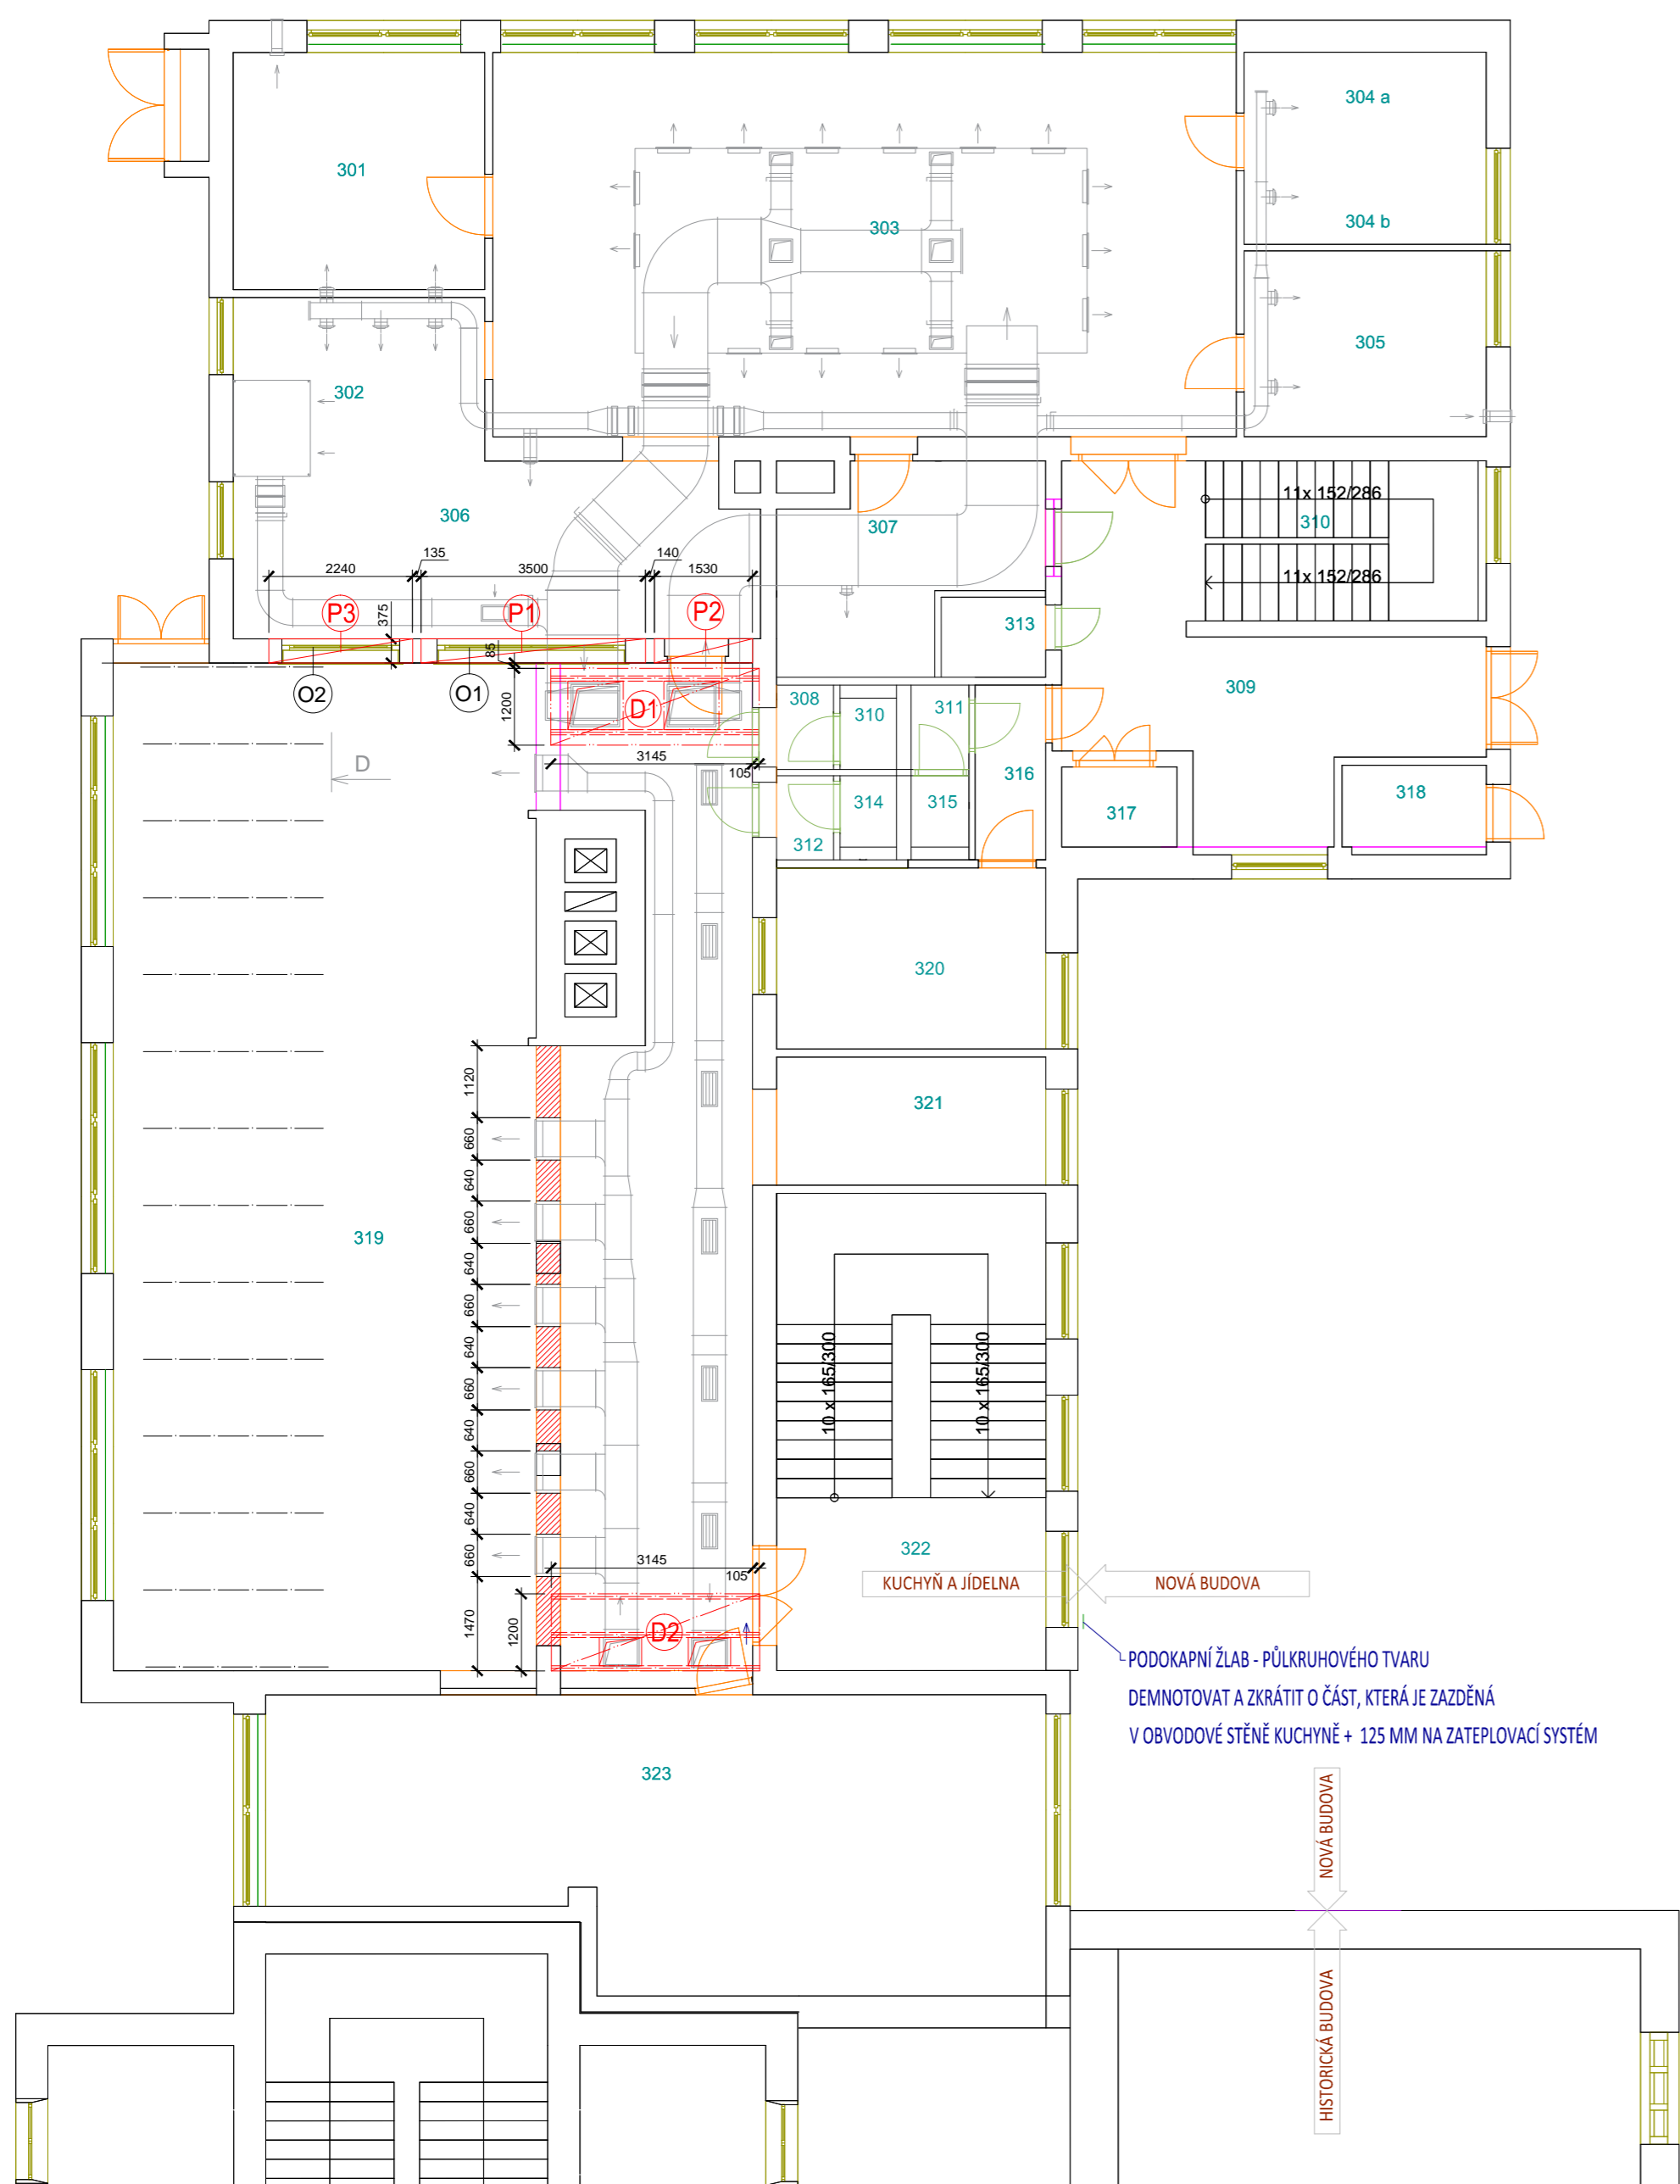 304 a
301
304 b
303
305
302
11x 152/286
306
310
307
135
140
2240
3500
1530
11x 152/286
P3
P1
P2
375
313
85
O2
O1
D1
308
310
311
309
1200
D
3145
105
316
318
314
315
317
312
320
1120
321
660
640
660
319
640
660
640
10 x 165/300
10 x 165/300
660
640
660
640
322
660
3145
105
KUCHYŇ A JÍDELNA
NOVÁ BUDOVA
1470
1200
D2
PODOKAPNÍ ŽLAB - PŮLKRUHOVÉHO TVARU
DEMNOTOVAT A ZKRÁTIT O ČÁST, KTERÁ JE ZAZDĚNÁ
V OBVODOVÉ STĚNĚ KUCHYNĚ + 125 MM NA ZATEPLOVACÍ SYSTÉM
323
NOVÁ BUDOVA
HISTORICKÁ BUDOVA